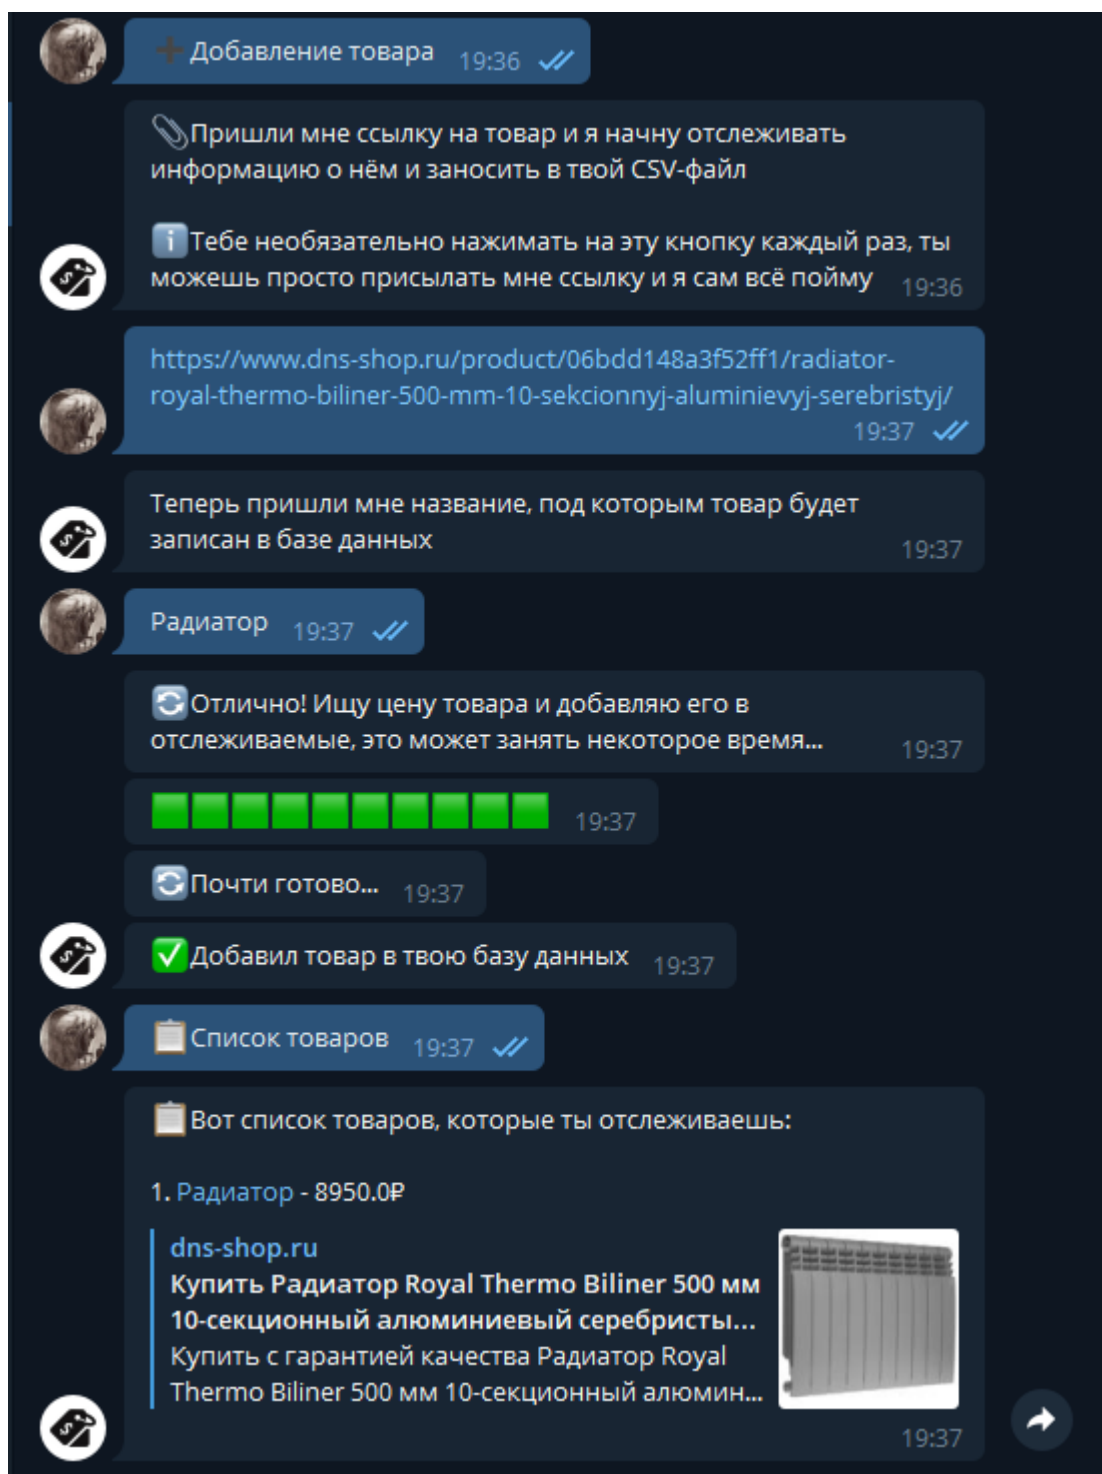 ➕Добавление товара 19:36
📎Пришли мне ссылку на товар и я начну отслеживать
информацию о нём и заносить в твой CSV-файл
ℹ️Тебе необязательно нажимать на эту кнопку каждый раз, ты
можешь просто присылать мне ссылку и я сам всё пойму 19:36
https://www.dns-shop.ru/product/06bdd148a3f52ff1/radiator-
royal-thermo-biliner-500-mm-10-sekcionnyj-aluminievyj-serebristyj/
19:37
Теперь пришли мне название, под которым товар будет
записан в базе данных 19:37
Радиатор 19:37
🔄Отлично! Ищу цену товара и добавляю его в
отслеживаемые, это может занять некоторое время... 19:37
🟩🟩🟩🟩🟩🟩🟩🟩🟩🟩 19:37
🔄Почти готово... 19:37
✅Добавил товар в твою базу данных 19:37
📋Список товаров 19:37
📋Вот список товаров, которые ты отслеживаешь:
1. Радиатор - 8950.0₽
dns-shop.ru
Купить Радиатор Royal Thermo Biliner 500 мм
10-секционный алюминиевый серебристы...
Купить с гарантией качества Радиатор Royal
Thermo Biliner 500 мм 10-секционный алюмин...
19:37